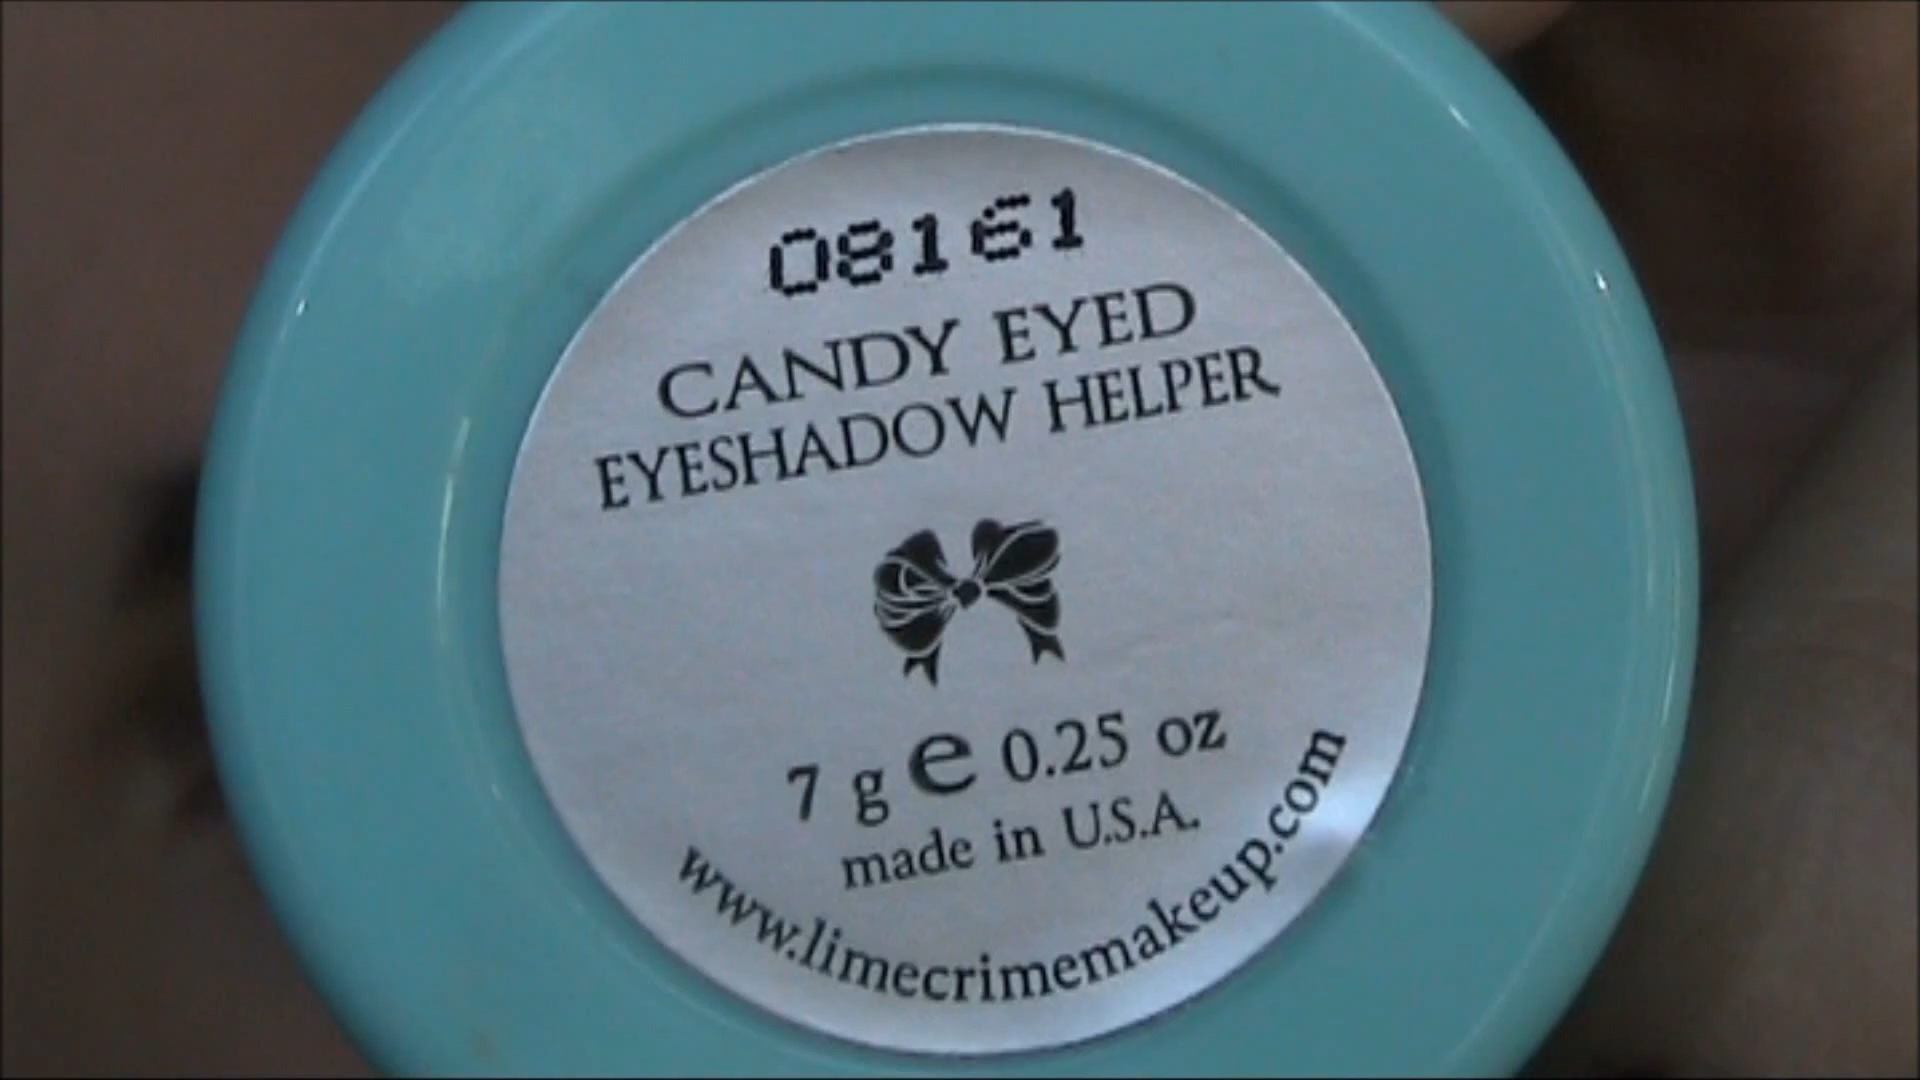 08161
CANDY EYED
EYESHADOW HELPER
7 g e 0.25 oz
made in U.S.A.
www.limecrimemakeup.com